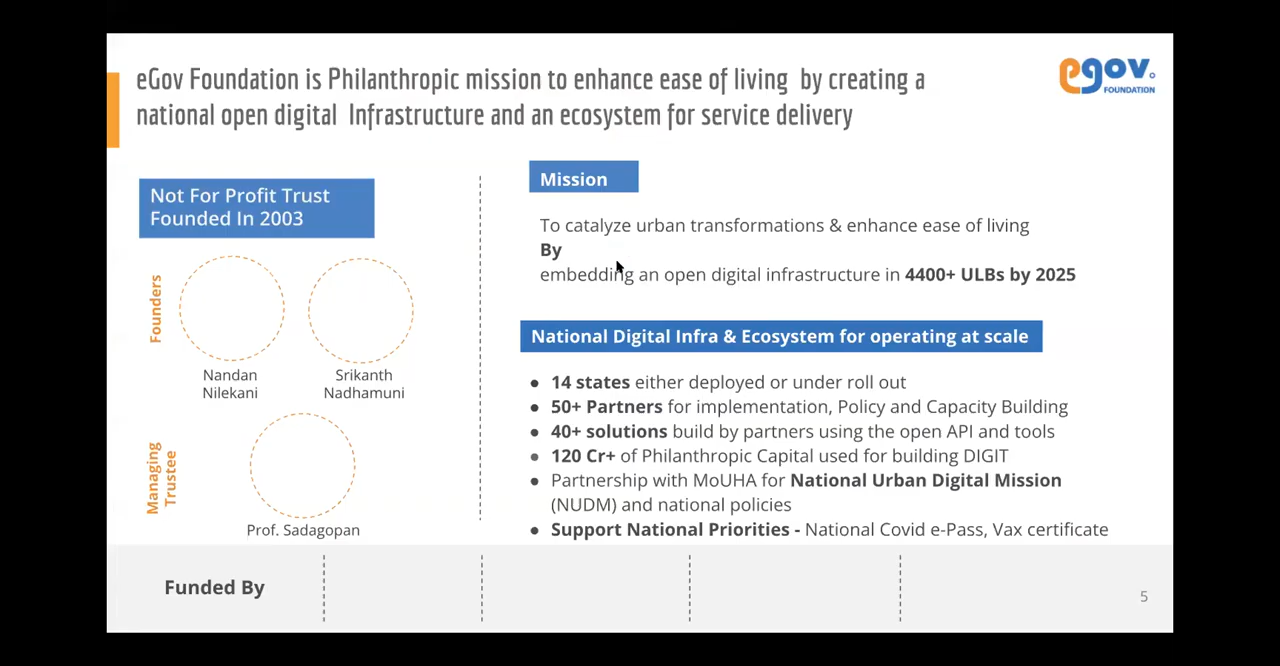 eGov Foundation is Philanthropic mission to enhance ease of living by creating a
national open digital Infrastructure and an ecosystem for service delivery
egov.
FOUNDATION
Not For Profit Trust
Founded In 2003
Founders
Nandan
Nilekani
Srikanth
Nadhamuni
Managing
Trustee
Prof. Sadagopan
Mission
To catalyze urban transformations & enhance ease of living
By
embedding an open digital infrastructure in 4400+ ULBs by 2025
National Digital Infra & Ecosystem for operating at scale
● 14 states either deployed or under roll out
● 50+ Partners for implementation, Policy and Capacity Building
● 40+ solutions build by partners using the open API and tools
● 120 Cr+ of Philanthropic Capital used for building DIGIT
● Partnership with MoUHA for National Urban Digital Mission
(NUDM) and national policies
● Support National Priorities - National Covid e-Pass, Vax certificate
Funded By
5